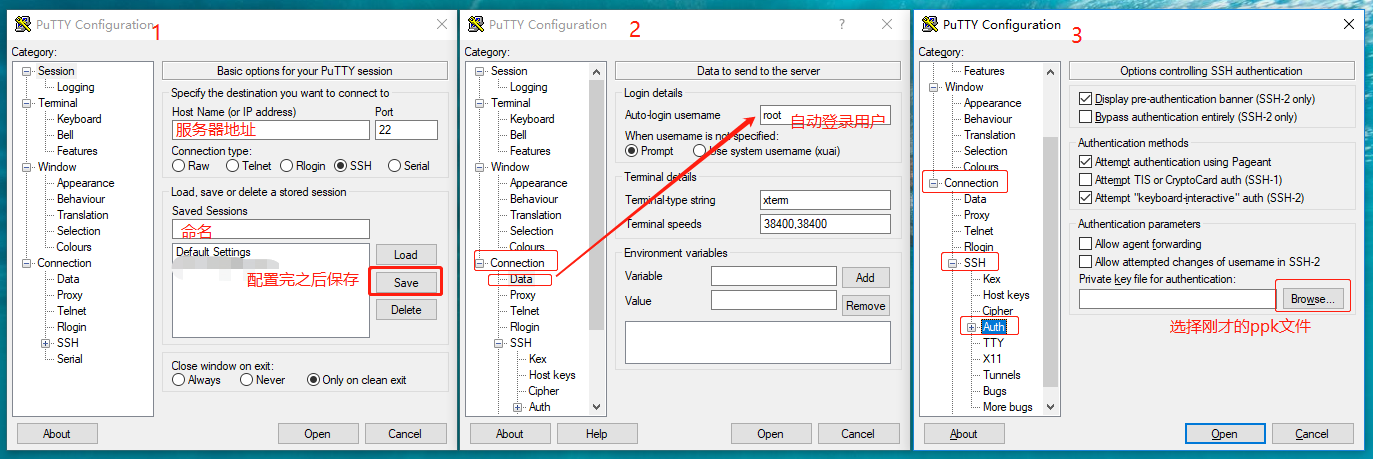 PuTTY Configuration
1
Category:
Session
Logging
Terminal
Keyboard
Bell
Features
Window
Appearance
Behaviour
Translation
Selection
Colours
Connection
Data
Proxy
Telnet
Rlogin
SSH
Serial
Basic options for your PuTTY session
Specify the destination you want to connect to
Host Name (or IP address)
Port
服务器地址
22
Connection type:
Raw
Telnet
Rlogin
SSH
Serial
Load, save or delete a stored session
Saved Sessions
命名
Default Settings
配置完之后保存
Load
Save
Delete
Close window on exit:
Always
Never
Only on clean exit
About
Open
Cancel
PuTTY Configuration
2
?
Category:
Session
Logging
Terminal
Keyboard
Bell
Features
Window
Appearance
Behaviour
Translation
Selection
Colours
Connection
Data
Proxy
Telnet
Rlogin
SSH
Kex
Host keys
Cipher
Auth
Data to send to the server
Login details
Auto-login username
root
自动登录用户
When username is not specified:
Prompt
Use system username (xuai)
Terminal details
Terminal-type string
xterm
Terminal speeds
38400,38400
Environment variables
Variable
Add
Value
Remove
About
Help
Open
Cancel
PuTTY Configuration
3
Category:
Features
Window
Appearance
Behaviour
Translation
Selection
Colours
Connection
Data
Proxy
Telnet
Rlogin
SSH
Kex
Host keys
Cipher
Auth
TTY
X11
Tunnels
Bugs
More bugs
Options controlling SSH authentication
Display pre-authentication banner (SSH-2 only)
Bypass authentication entirely (SSH-2 only)
Authentication methods
Attempt authentication using Pageant
Attempt TIS or CryptoCard auth (SSH-1)
Attempt "keyboard-interactive" auth (SSH-2)
Authentication parameters
Allow agent forwarding
Allow attempted changes of username in SSH-2
Private key file for authentication:
Browse...
选择刚才的ppk文件
About
Open
Cancel